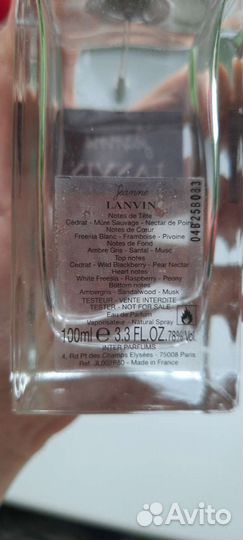 Jeanne
LANVIN
Notes de Tête
Cédrat - Mûre Sauvage - Nectar de Poire
Notes de Cœur
Freesia Blanc - Framboise - Pivoine
Notes de Fond
Ambre Gris - Santal - Musc
Top notes
Cedrat - Wild Blackberry - Pear Nectar
Heart notes
White Freesia - Raspberry - Peony
Bottom notes
Ambergris - Sandalwood - Musk
TESTEUR - VENTE INTERDITE
TESTER - NOT FOR SALE
Eau de Parfum
Vaporisateur - Natural Spray
100ml e 3.3 FL.OZ. 78% Vol.
INTER PARFUMS
4, Rd Pt des Champs Elysées - 75008 Paris
Made in France
Avito